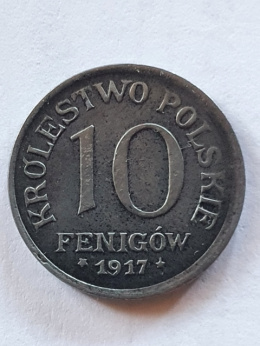 KRÓLESTWO POLSKIE
10
FENIGÓW
* 1917 *